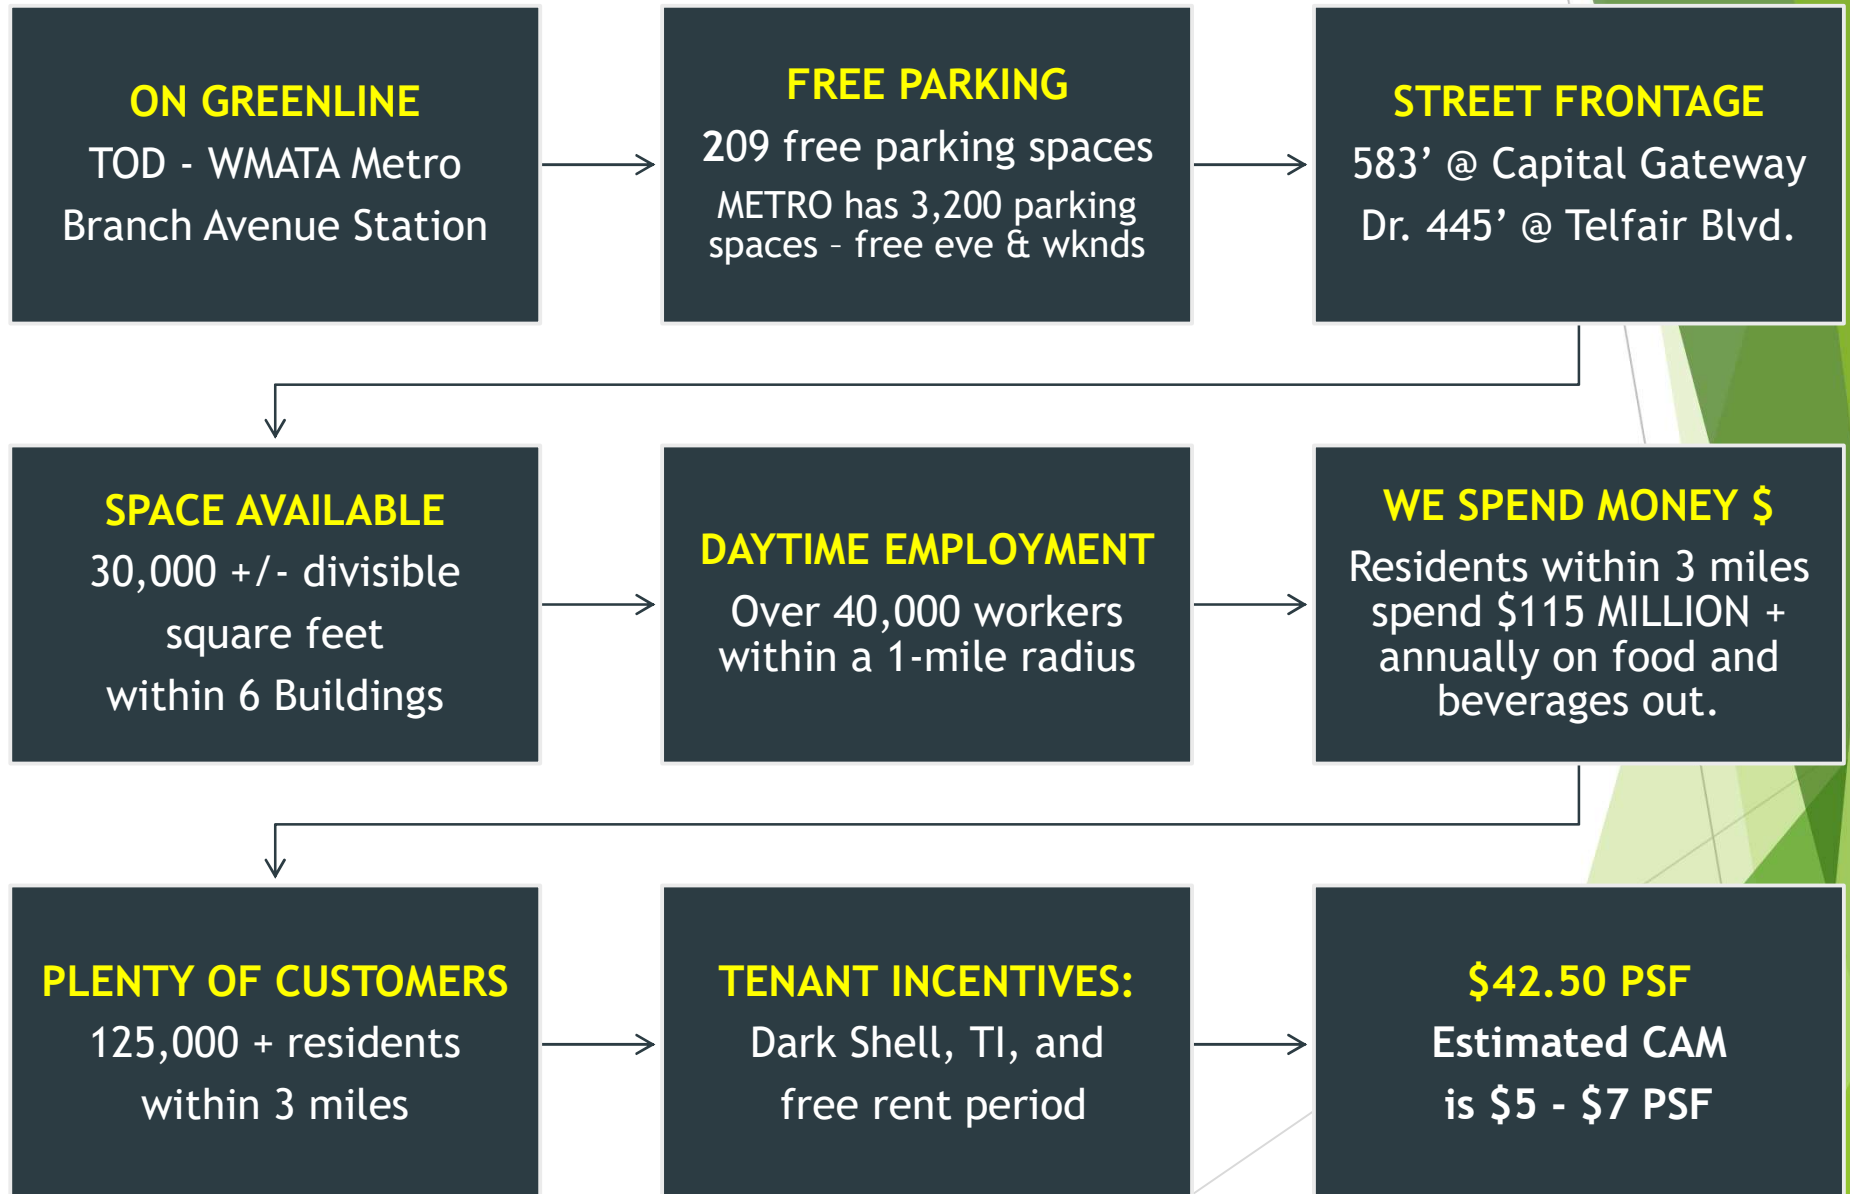 ON GREENLINE
TOD - WMATA Metro
Branch Avenue Station
FREE PARKING
209 free parking spaces
METRO has 3,200 parking
spaces – free eve & wknds
STREET FRONTAGE
583’ @ Capital Gateway
Dr. 445’ @ Telfair Blvd.
SPACE AVAILABLE
30,000 +/- divisible
square feet
within 6 Buildings
DAYTIME EMPLOYMENT
Over 40,000 workers
within a 1-mile radius
WE SPEND MONEY $
Residents within 3 miles
spend $115 MILLION +
annually on food and
beverages out.
PLENTY OF CUSTOMERS
125,000 + residents
within 3 miles
TENANT INCENTIVES:
Dark Shell, TI, and
free rent period
$42.50 PSF
Estimated CAM
is $5 - $7 PSF